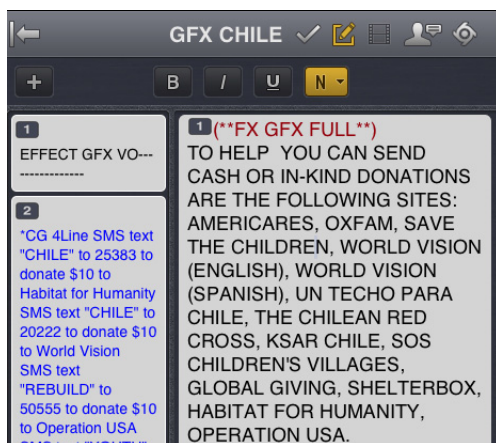 GFX CHILE
+ B I U N
1
EFFECT GFX VO---
-------------
2
*CG 4Line SMS text
"CHILE" to 25383 to
donate $10 to
Habitat for Humanity
SMS text "CHILE" to
20222 to donate $10
to World Vision
SMS text
"REBUILD" to
50555 to donate $10
to Operation USA
1 (**FX GFX FULL**)
TO HELP YOU CAN SEND
CASH OR IN-KIND DONATIONS
ARE THE FOLLOWING SITES:
AMERICARES, OXFAM, SAVE
THE CHILDREN, WORLD VISION
(ENGLISH), WORLD VISION
(SPANISH), UN TECHO PARA
CHILE, THE CHILEAN RED
CROSS, KSAR CHILE, SOS
CHILDREN'S VILLAGES,
GLOBAL GIVING, SHELTERBOX,
HABITAT FOR HUMANITY,
OPERATION USA.